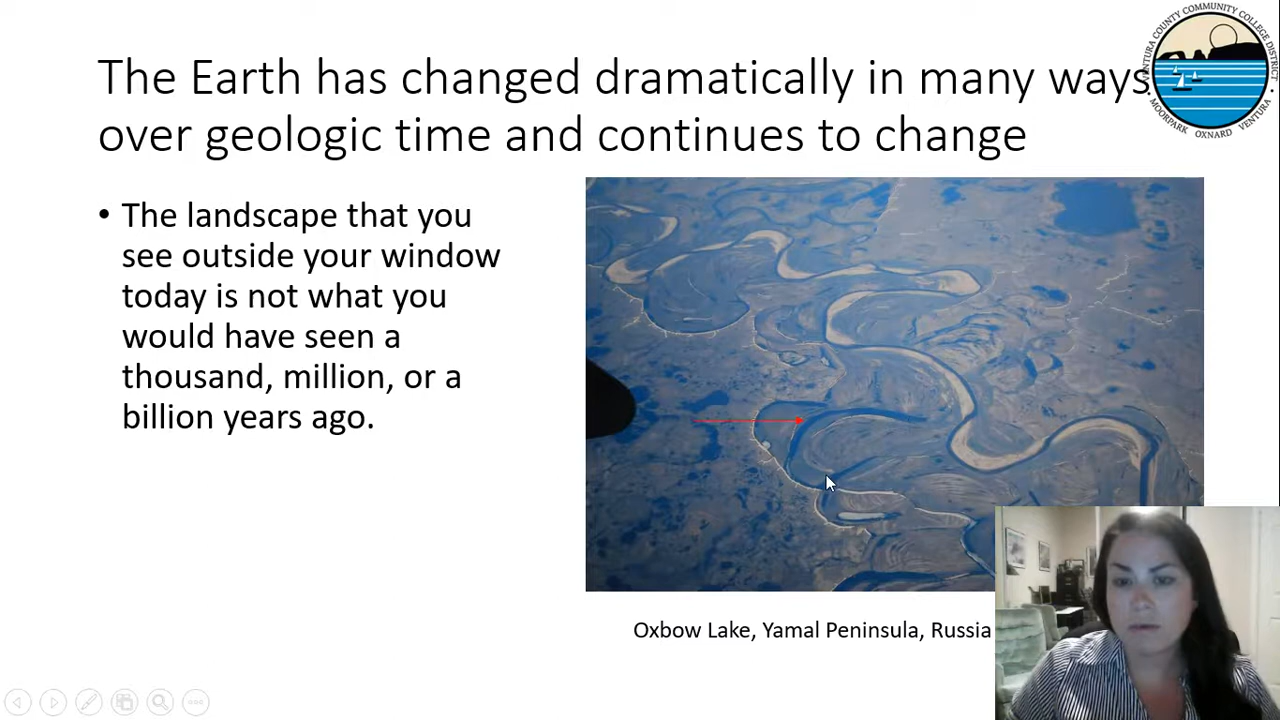 The Earth has changed dramatically in many ways
over geologic time and continues to change
VENTURA COUNTY COMMUNITY COLLEGE DISTRICT
MOORPARK OXNARD VENTURA
• The landscape that you
see outside your window
today is not what you
would have seen a
thousand, million, or a
billion years ago.
Oxbow Lake, Yamal Peninsula, Russia